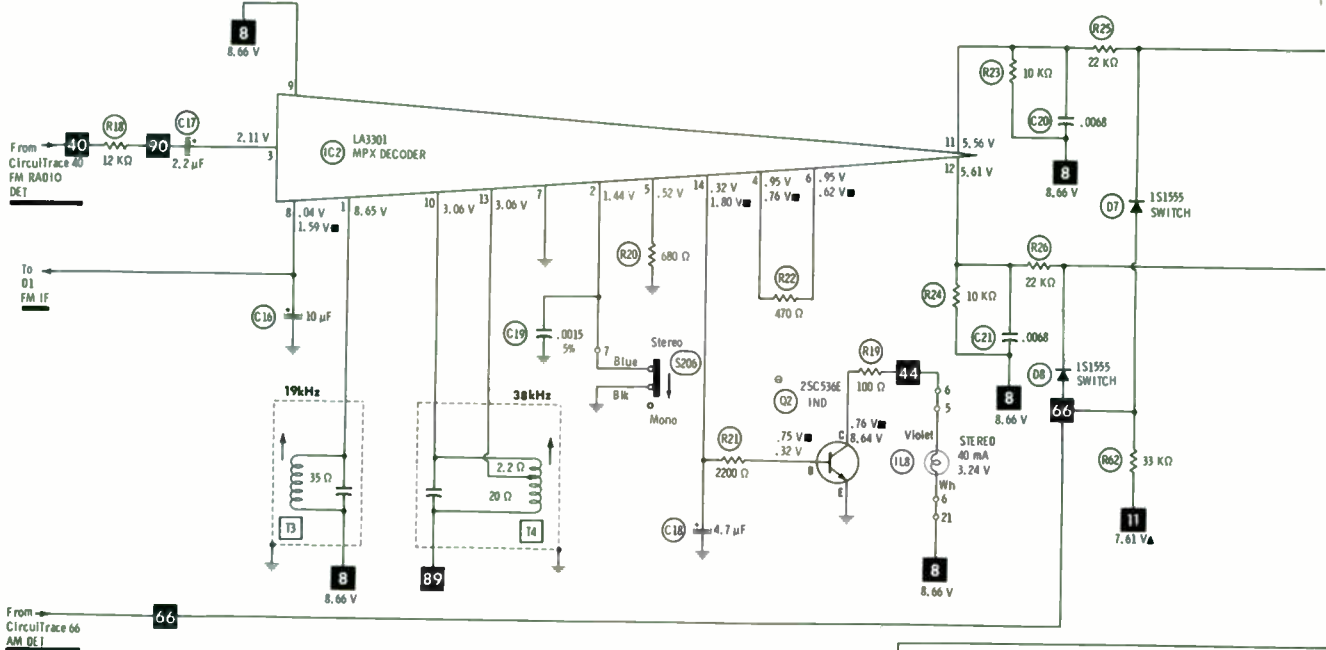 8
8.66 V
9
R25
22 KΩ
R23
10 KΩ
C20
.0068
From
CircuiTrace 40
FM RADIO
DET
40
R18
12 KΩ
90
C17
+
2.2 µF
2.11 V
3
IC2
LA3301
MPX DECODER
11
5.56 V
12
5.61 V
8
8.66 V
8
.04 V
1.59 V■
1
8.65 V
10
3.06 V
13
3.06 V
7
2
1.44 V
5
.52 V
14
.32 V
1.80 V■
4
.95 V
.76 V■
6
.95 V
.62 V■
D7
1S1555
SWITCH
To
Q1
FM IF
+
C16
10 µF
R20
680 Ω
R22
470 Ω
R26
22 KΩ
R24
10 KΩ
C21
.0068
C19
.0015
5%
7
Stereo
Blue
S206
Blk
Mono
R19
100 Ω
44
D8
1S1555
SWITCH
8
8.66 V
66
Q2
2SC536E
IND
6
5
19kHz
38kHz
35 Ω
T3
2.2 Ω
20 Ω
T4
R21
2200 Ω
.75 V■
.32 V
B
C
E
.76 V■
8.64 V
Violet
IL8
STEREO
40 mA
3.24 V
Wh
6
21
R62
33 KΩ
11
7.61 V▲
C18
+
4.7 µF
8
8.66 V
89
8
8.66 V
From
CircuiTrace 66
AM DET
66